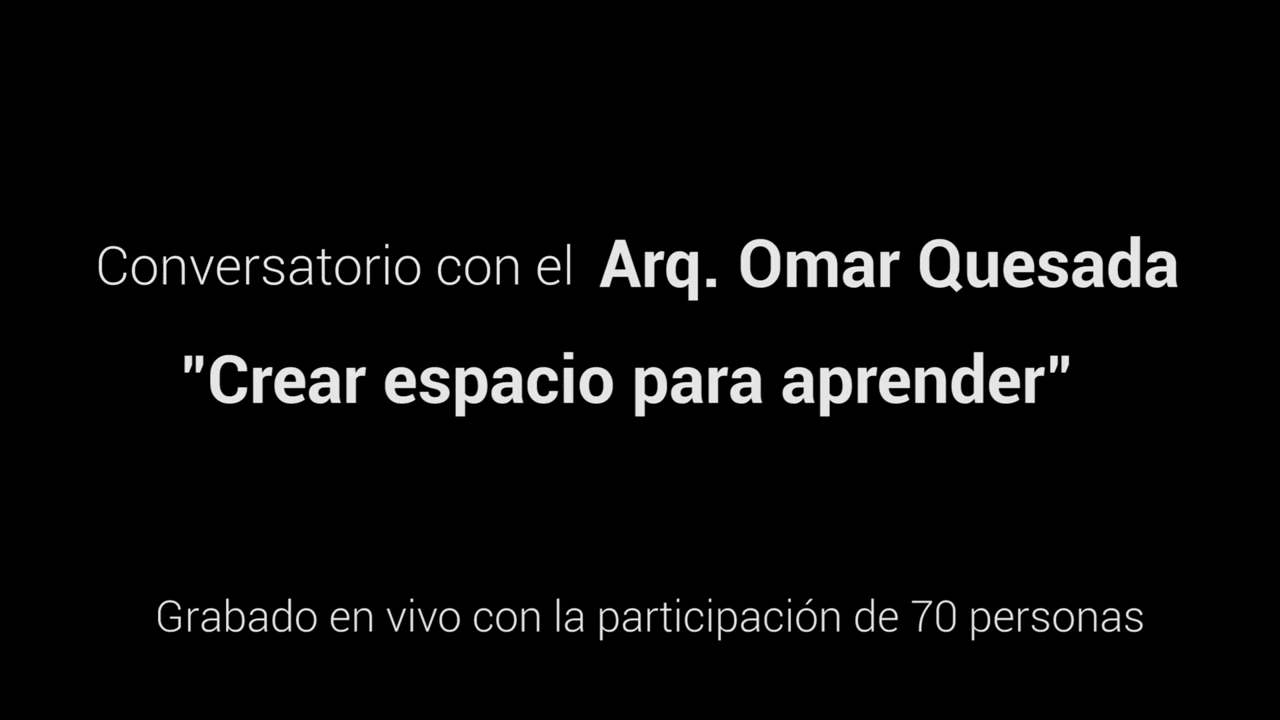 Conversatorio con el Arq. Omar Quesada
"Crear espacio para aprender"
Grabado en vivo con la participación de 70 personas